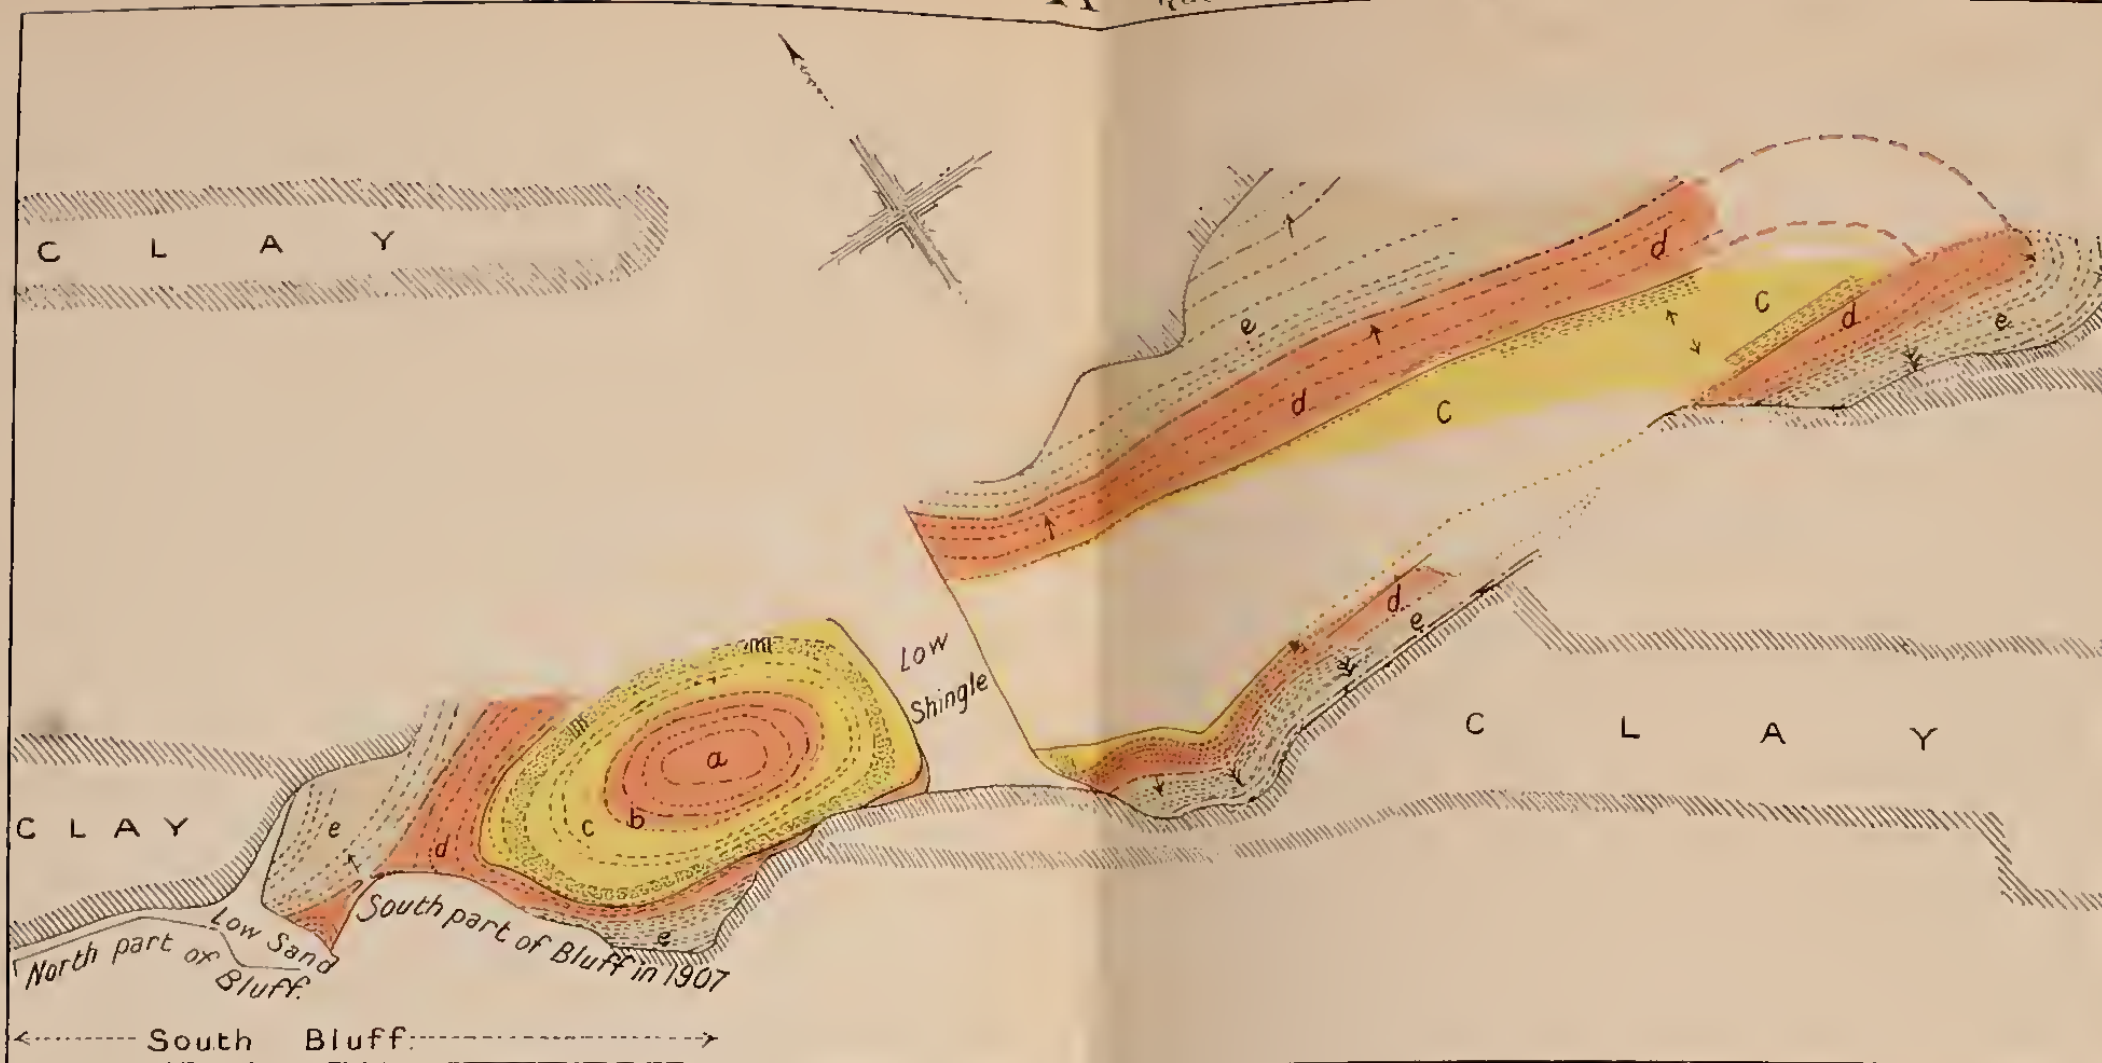 C L A Y
d
C
d
e
e
d
C
Low
Shingle
d
e
m
a
c b
e
d
C L A Y
C L A Y
South part of Bluff in 1907
Low Sand
North part of Bluff.
e
South Bluff